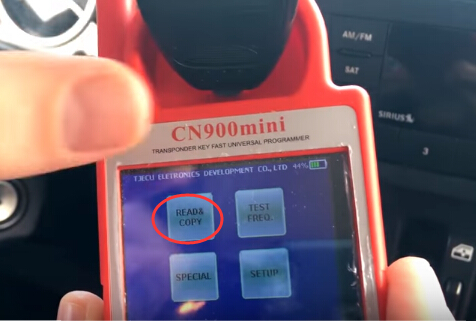 AM/FM
SAT
SIRIUS
3
CN900mini
TRANSPONDER KEY FAST UNIVERSAL PROGRAMMER
TJECU ELETRONICS DEVELOPMENT CO., LTD 44%
READ&
COPY
TEST
FREQ.
SPECIAL
SETUP